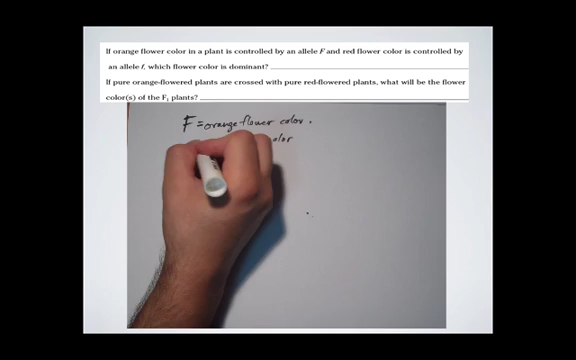 If orange flower color in a plant is controlled by an allele F and red flower color is controlled by
an allele f, which flower color is dominant?
If pure orange-flowered plants are crossed with pure red-flowered plants, what will be the flower
color(s) of the F₁ plants?
F = orange flower color.